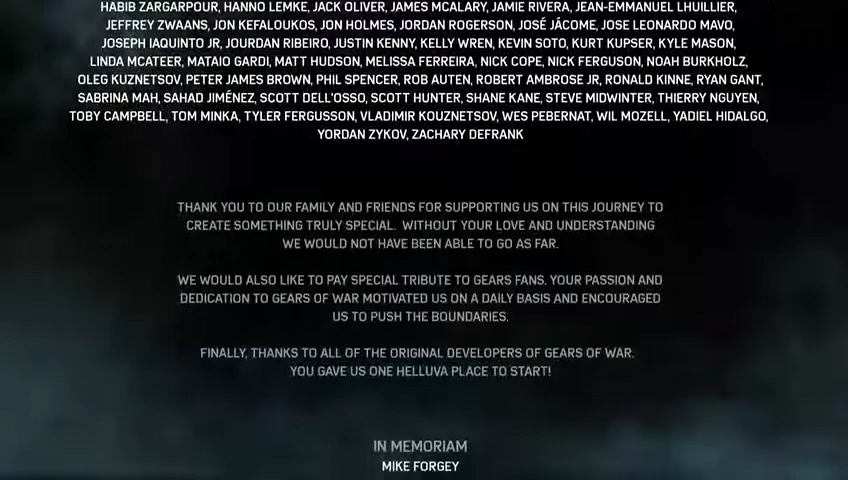 HABIB ZARGARPOUR, HANNO LEMKE, JACK OLIVER, JAMES MCALARY, JAMIE RIVERA, JEAN-EMMANUEL LHUILLIER,
JEFFREY ZWAANS, JON KEFALOUKOS, JON HOLMES, JORDAN ROGERSON, JOSÉ JÁCOME, JOSE LEONARDO MAVO,
JOSEPH IAQUINTO JR, JOURDAN RIBEIRO, JUSTIN KENNY, KELLY WREN, KEVIN SOTO, KURT KUPSER, KYLE MASON,
LINDA MCATEER, MATAIO GARDI, MATT HUDSON, MELISSA FERREIRA, NICK COPE, NICK FERGUSON, NOAH BURKHOLZ,
OLEG KUZNETSOV, PETER JAMES BROWN, PHIL SPENCER, ROB AUTEN, ROBERT AMBROSE JR, RONALD KINNE, RYAN GANT,
SABRINA MAH, SAHAD JIMÉNEZ, SCOTT DELL'OSSO, SCOTT HUNTER, SHANE KANE, STEVE MIDWINTER, THIERRY NGUYEN,
TOBY CAMPBELL, TOM MINKA, TYLER FERGUSSON, VLADIMIR KOUZNETSOV, WES PEBERNAT, WIL MOZELL, YADIEL HIDALGO,
YORDAN ZYKOV, ZACHARY DEFRANK
THANK YOU TO OUR FAMILY AND FRIENDS FOR SUPPORTING US ON THIS JOURNEY TO
CREATE SOMETHING TRULY SPECIAL. WITHOUT YOUR LOVE AND UNDERSTANDING
WE WOULD NOT HAVE BEEN ABLE TO GO AS FAR.
WE WOULD ALSO LIKE TO PAY SPECIAL TRIBUTE TO GEARS FANS. YOUR PASSION AND
DEDICATION TO GEARS OF WAR MOTIVATED US ON A DAILY BASIS AND ENCOURAGED
US TO PUSH THE BOUNDARIES.
FINALLY, THANKS TO ALL OF THE ORIGINAL DEVELOPERS OF GEARS OF WAR.
YOU GAVE US ONE HELLUVA PLACE TO START!
IN MEMORIAM
MIKE FORGEY